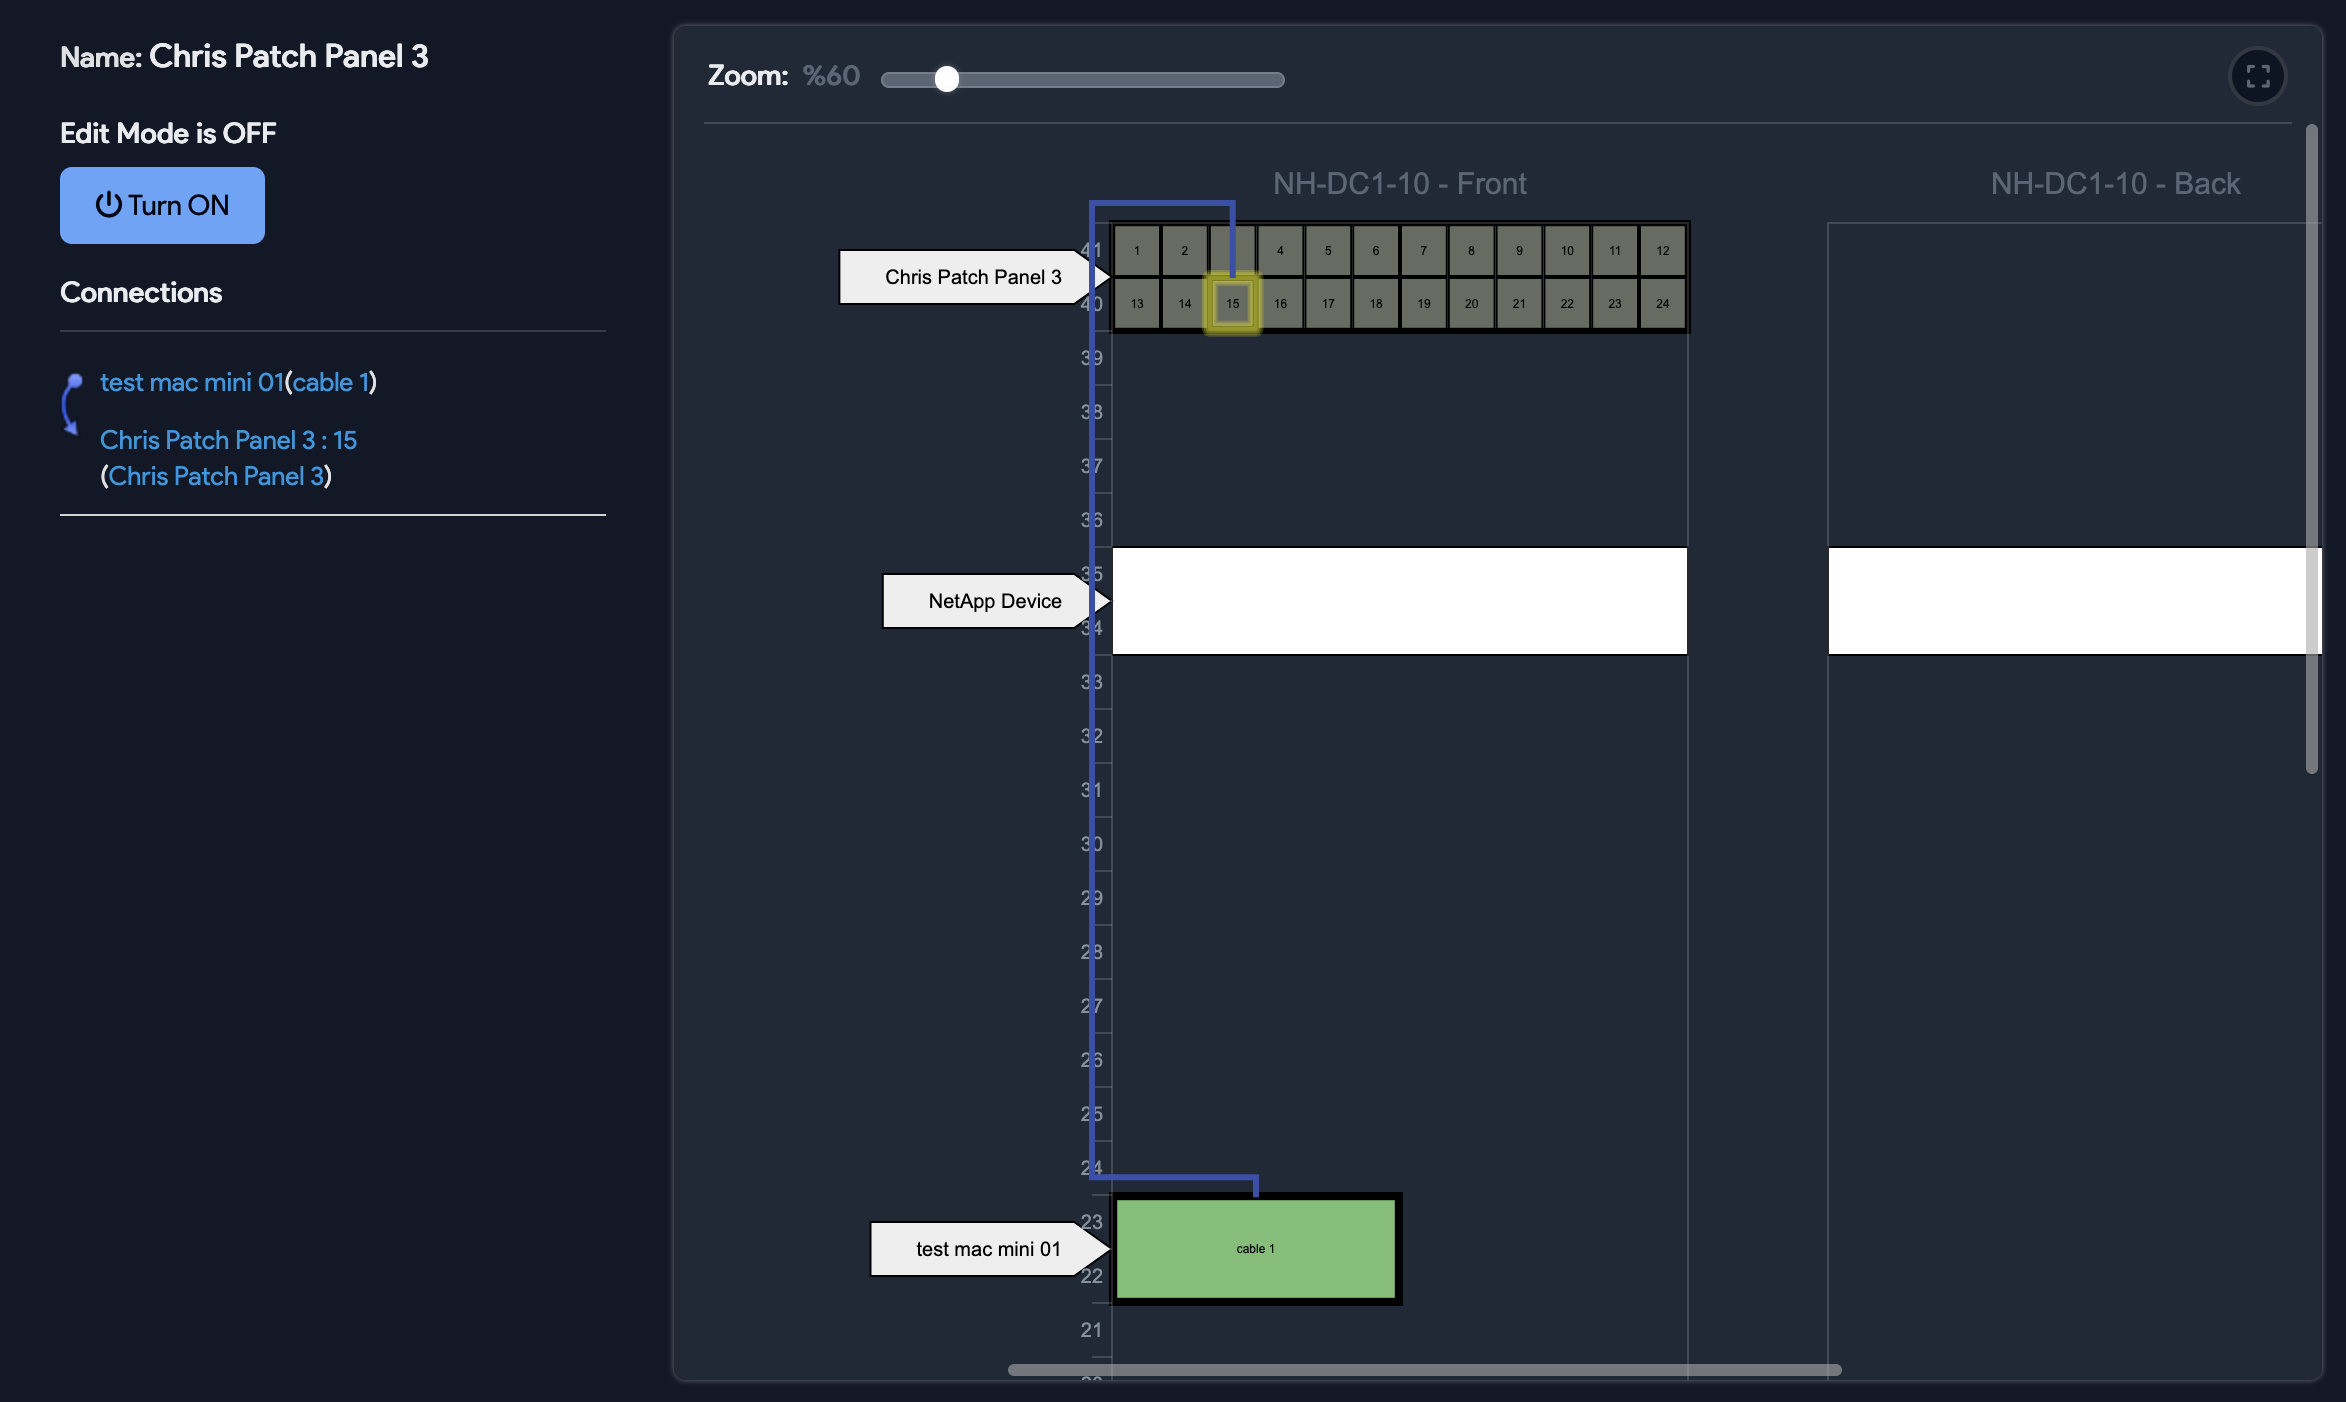 Name: Chris Patch Panel 3
Edit Mode is OFF
Turn ON
Connections
test mac mini 01(cable 1)
Chris Patch Panel 3 : 15
(Chris Patch Panel 3)
Zoom: %60
NH-DC1-10 - Front
NH-DC1-10 - Back
41
Chris Patch Panel 3
40
1 2 4 5 6 7 8 9 10 11 12
13 14 15 16 17 18 19 20 21 22 23 24
39
38
37
36
35
NetApp Device
34
33
32
31
30
29
28
27
26
25
24
23
test mac mini 01
cable 1
22
21